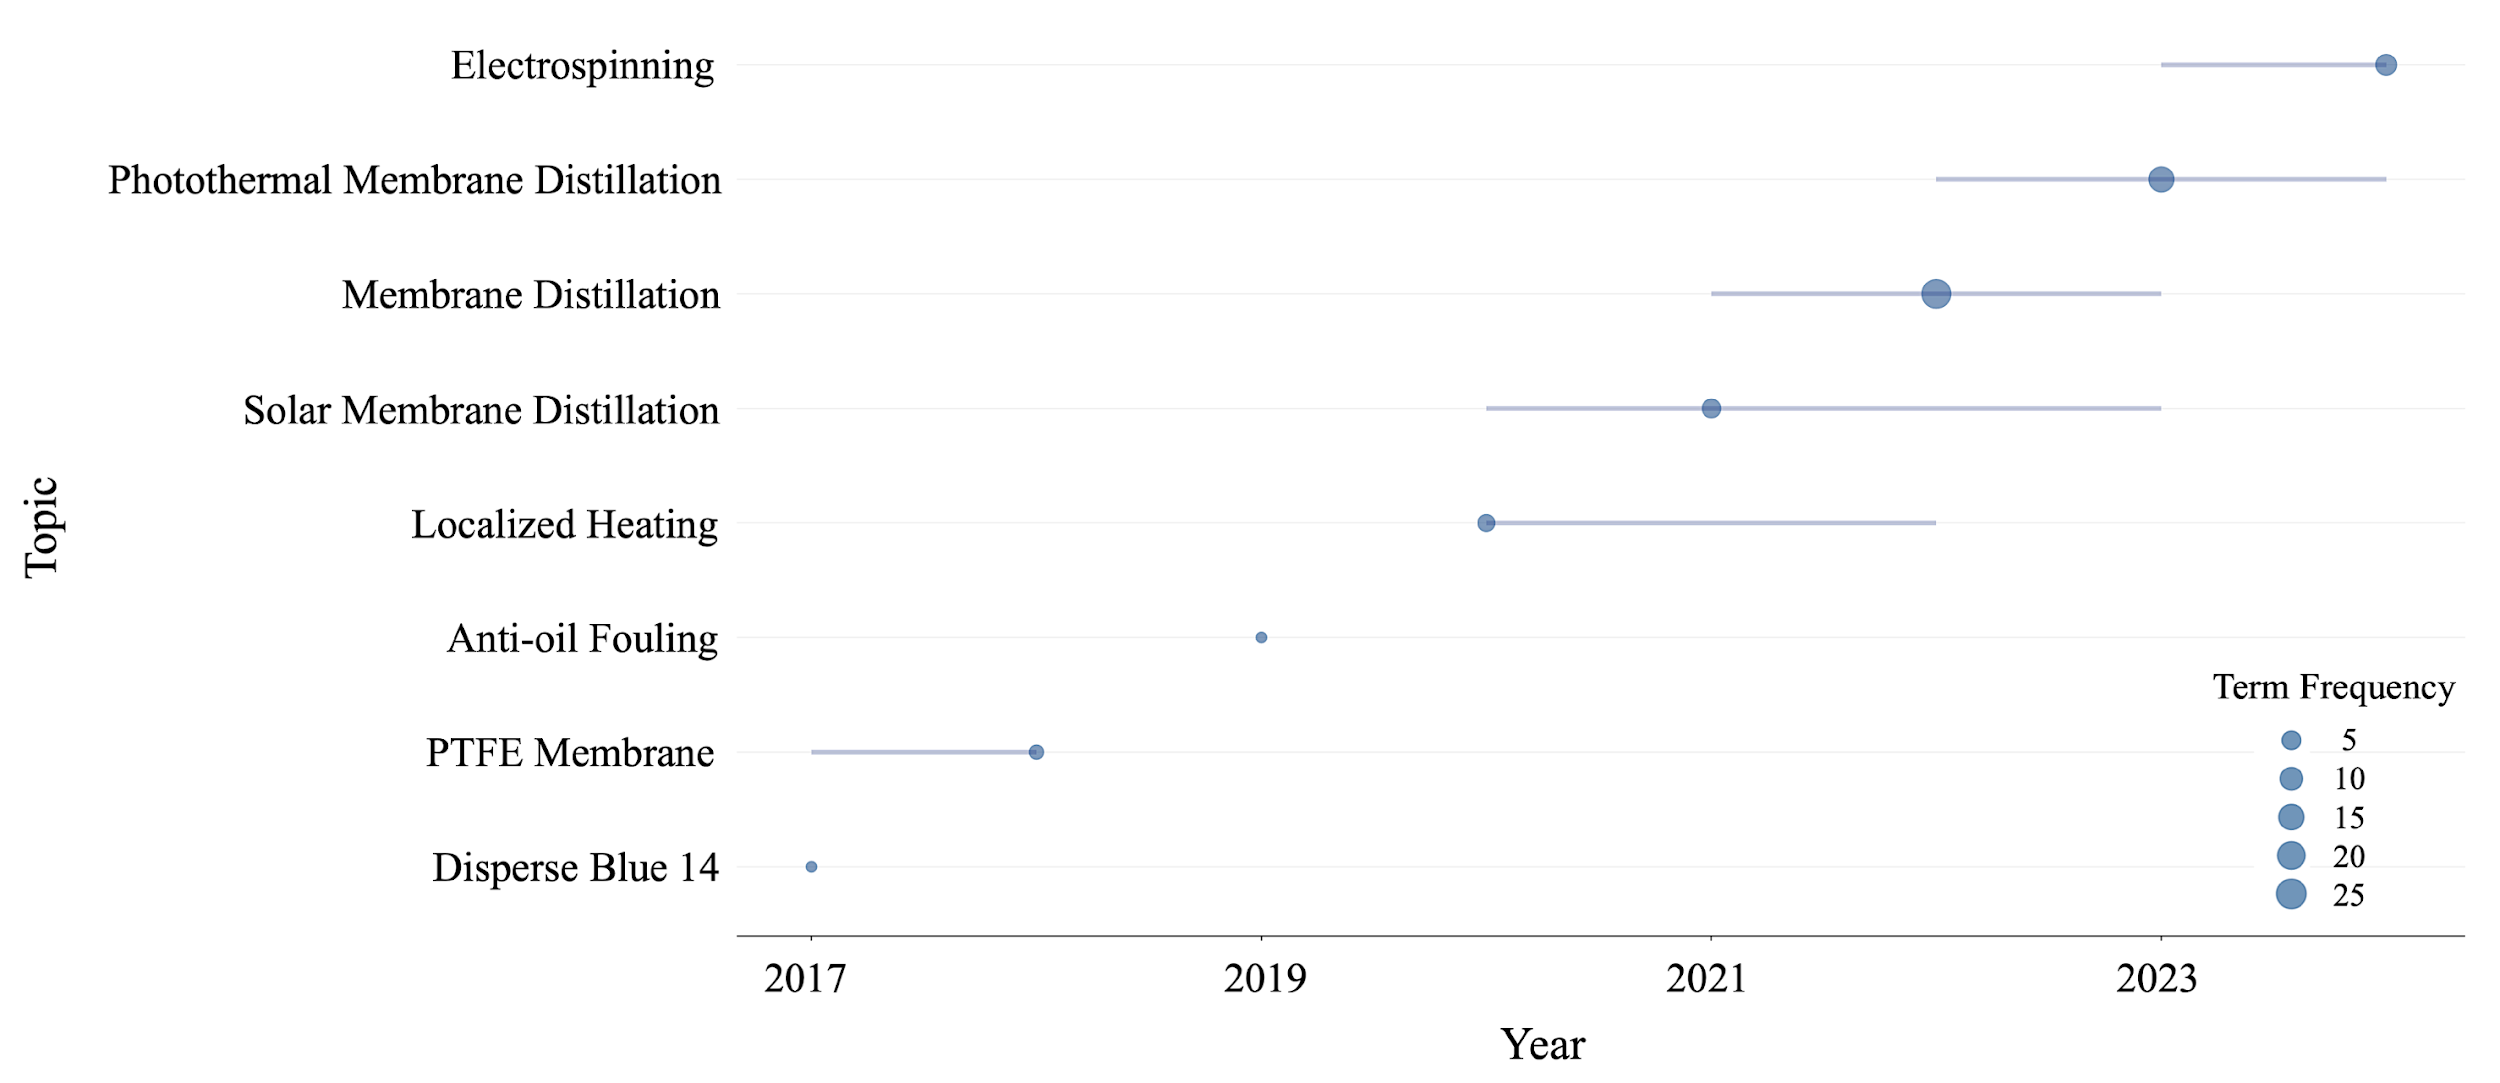 Electrospinning
Photothermal Membrane Distillation
Membrane Distillation
Solar Membrane Distillation
Localized Heating
Anti-oil Fouling
PTFE Membrane
Disperse Blue 14
Topic
Term Frequency
5
10
15
20
25
2017
2019
2021
2023
Year